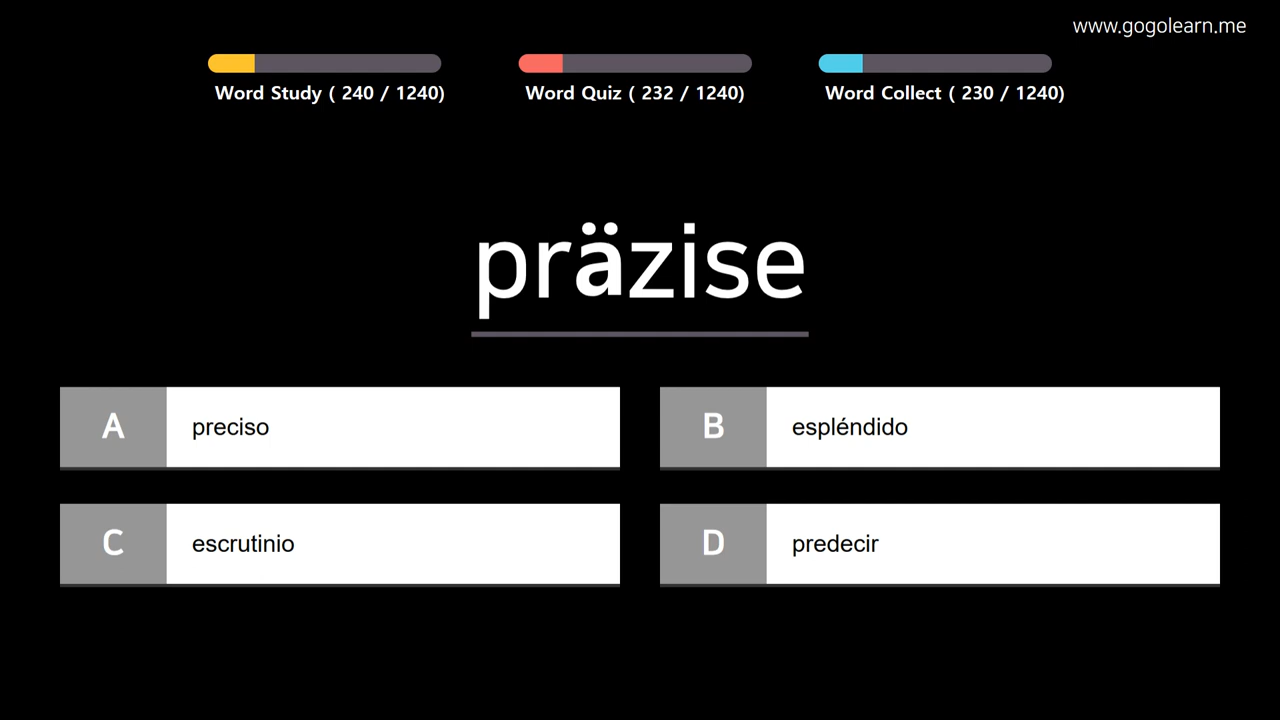 www.gogolearn.me
Word Study ( 240 / 1240)
Word Quiz ( 232 / 1240)
Word Collect ( 230 / 1240)
präzise
A preciso
B espléndido
C escrutinio
D predecir